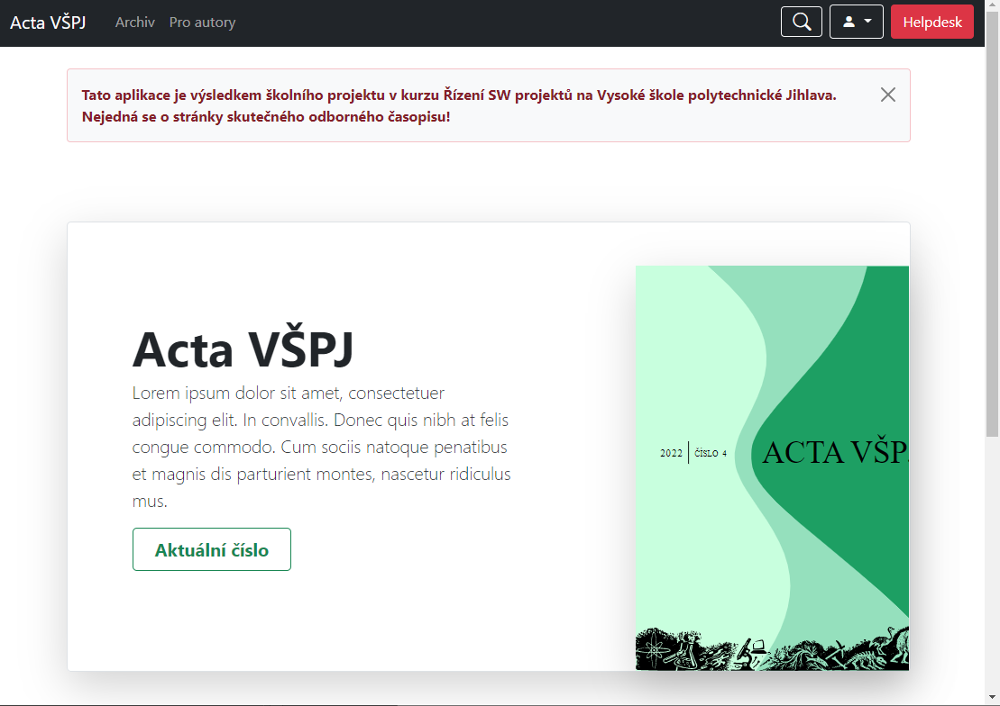 Acta VŠPJ Archiv Pro autory Helpdesk
Tato aplikace je výsledkem školního projektu v kurzu Řízení SW projektů na Vysoké škole polytechnické Jihlava.
Nejedná se o stránky skutečného odborného časopisu!
Acta VŠPJ
Lorem ipsum dolor sit amet, consectetuer
adipiscing elit. In convallis. Donec quis nibh at felis
congue commodo. Cum sociis natoque penatibus
et magnis dis parturient montes, nascetur ridiculus
mus.
Aktuální číslo
2022 ČÍSLO 4 ACTA VŠP